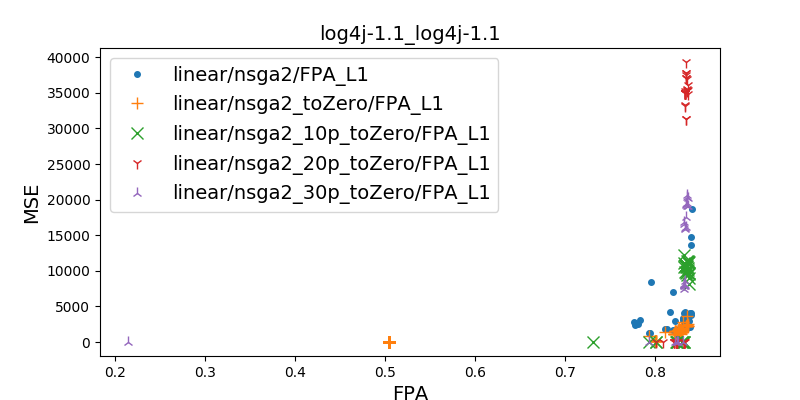 log4j-1.1_log4j-1.1
linear/nsga2/FPA_L1
linear/nsga2_toZero/FPA_L1
linear/nsga2_10p_toZero/FPA_L1
linear/nsga2_20p_toZero/FPA_L1
linear/nsga2_30p_toZero/FPA_L1
MSE
40000
35000
30000
25000
20000
15000
10000
5000
0
0.2 0.3 0.4 0.5 0.6 0.7 0.8
FPA